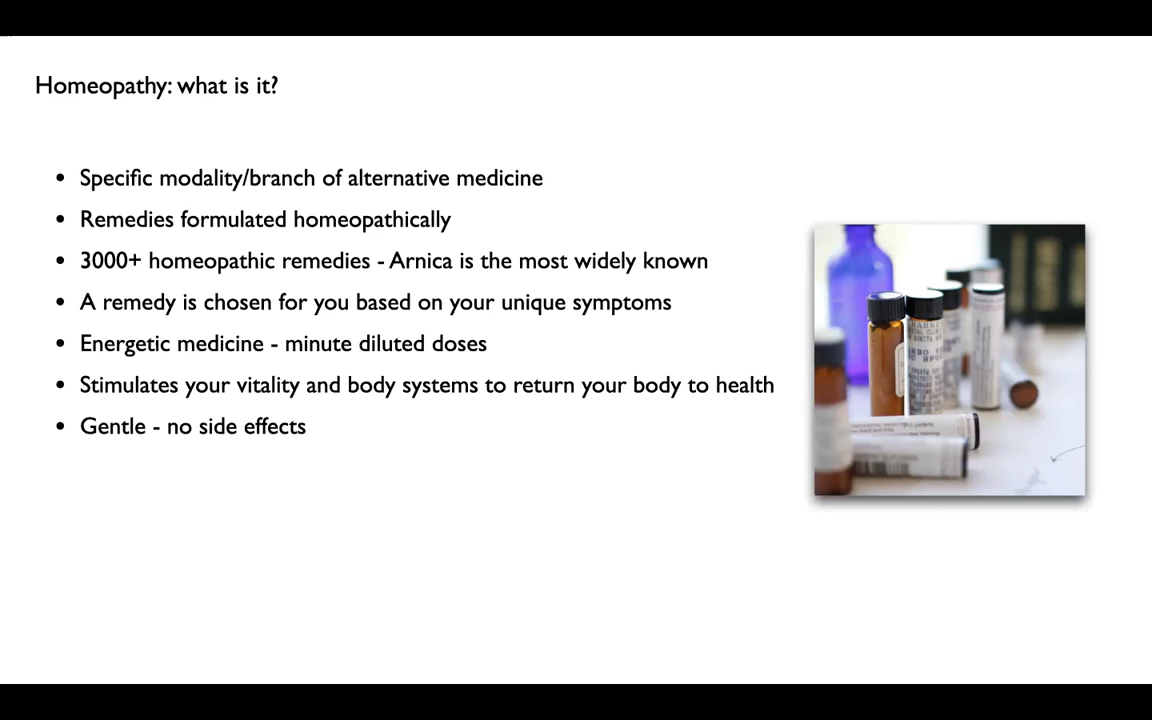 Homeopathy: what is it?
• Specific modality/branch of alternative medicine
• Remedies formulated homeopathically
• 3000+ homeopathic remedies - Arnica is the most widely known
• A remedy is chosen for you based on your unique symptoms
• Energetic medicine - minute diluted doses
• Stimulates your vitality and body systems to return your body to health
• Gentle - no side effects